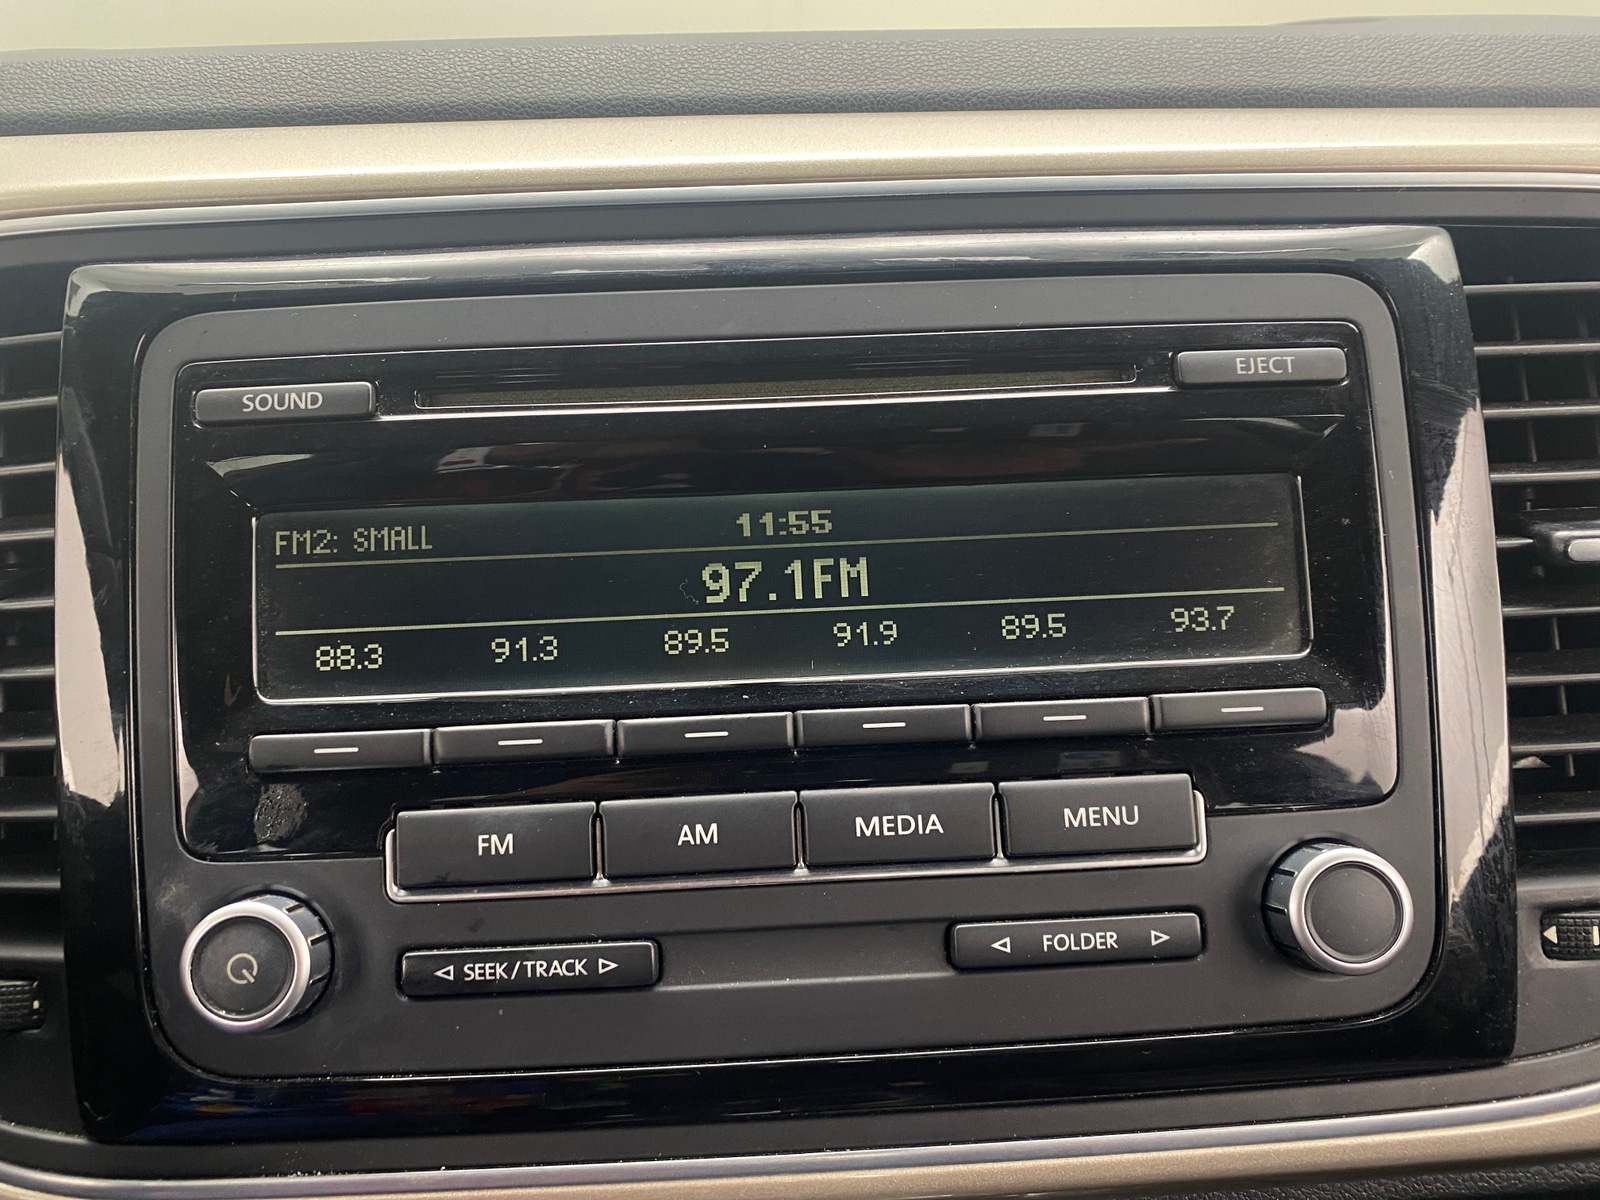 SOUND
EJECT
FM2: SMALL 11:55
97.1FM
88.3 91.3 89.5 91.9 89.5 93.7
FM AM MEDIA MENU
SEEK/TRACK
FOLDER